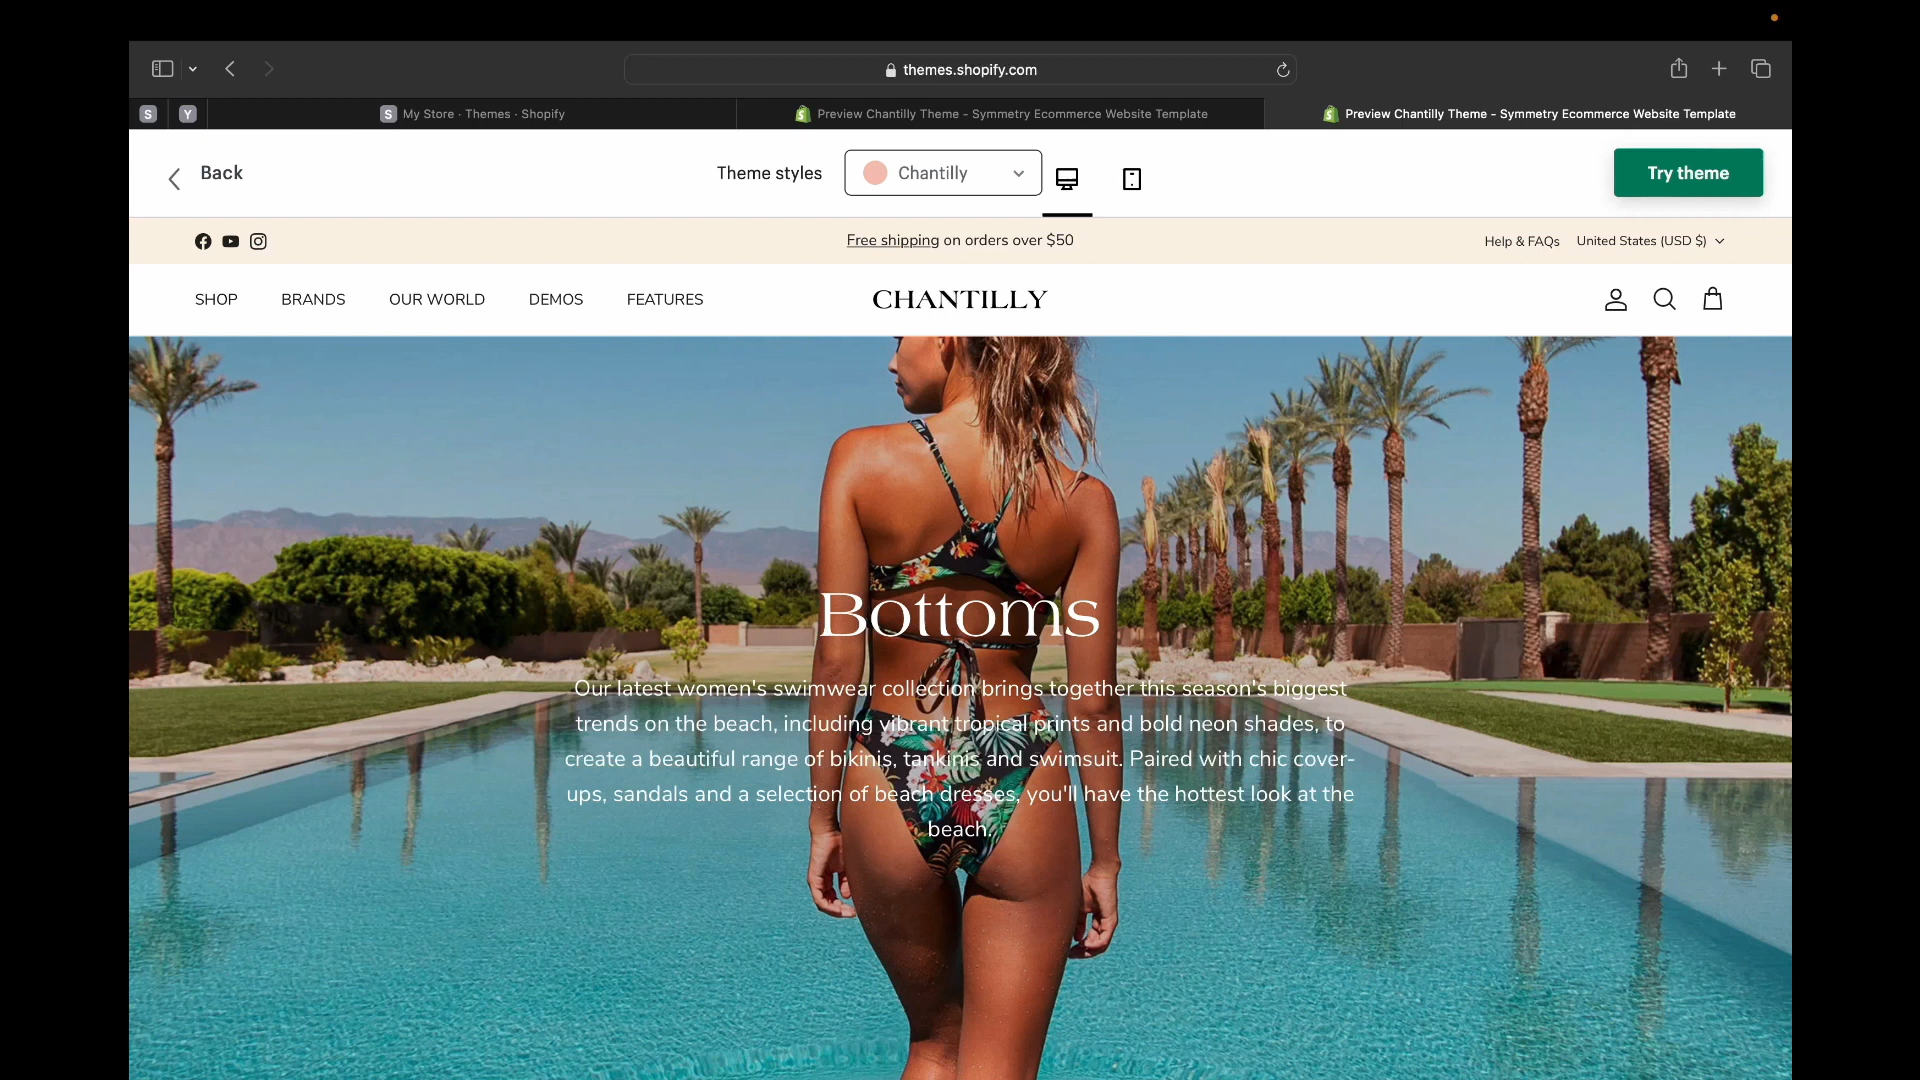 themes.shopify.com
S
Y
S My Store · Themes · Shopify
Preview Chantilly Theme - Symmetry Ecommerce Website Template
Preview Chantilly Theme - Symmetry Ecommerce Website Template
Back
Theme styles
Chantilly
Try theme
Free shipping on orders over $50
Help & FAQs
United States (USD $)
SHOP
BRANDS
OUR WORLD
DEMOS
FEATURES
CHANTILLY
Bottoms
Our latest women's swimwear collection brings together this season's biggest
trends on the beach, including vibrant tropical prints and bold neon shades, to
create a beautiful range of bikinis, tankinis and swimsuit. Paired with chic cover-
ups, sandals and a selection of beach dresses, you'll have the hottest look at the
beach.